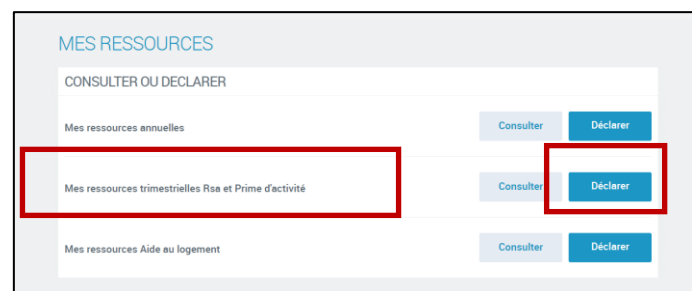 MES RESSOURCES
CONSULTER OU DECLARER
Mes ressources annuelles Consulter Déclarer
Mes ressources trimestrielles Rsa et Prime d'activité Consulter Déclarer
Mes ressources Aide au logement Consulter Déclarer